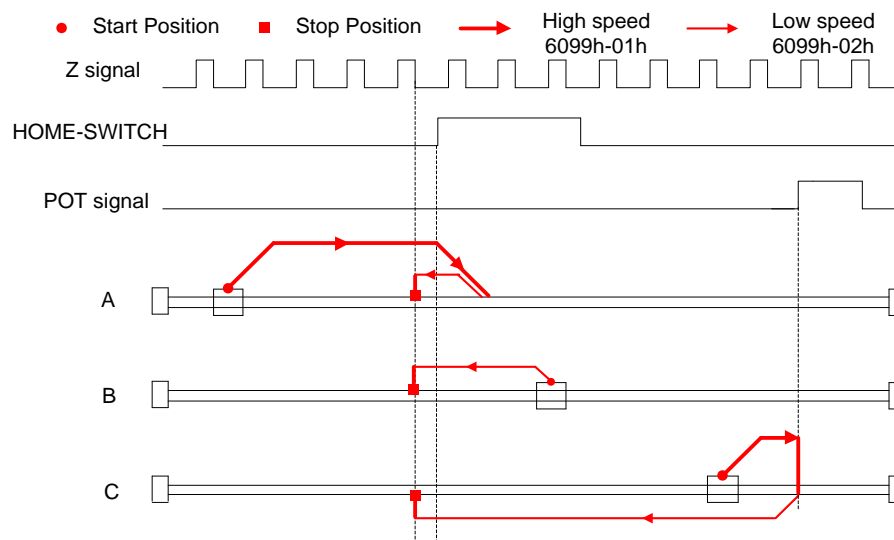 Start Position
Stop Position
High speed
6099h-01h
Low speed
6099h-02h
Z signal
HOME-SWITCH
POT signal
A
B
C